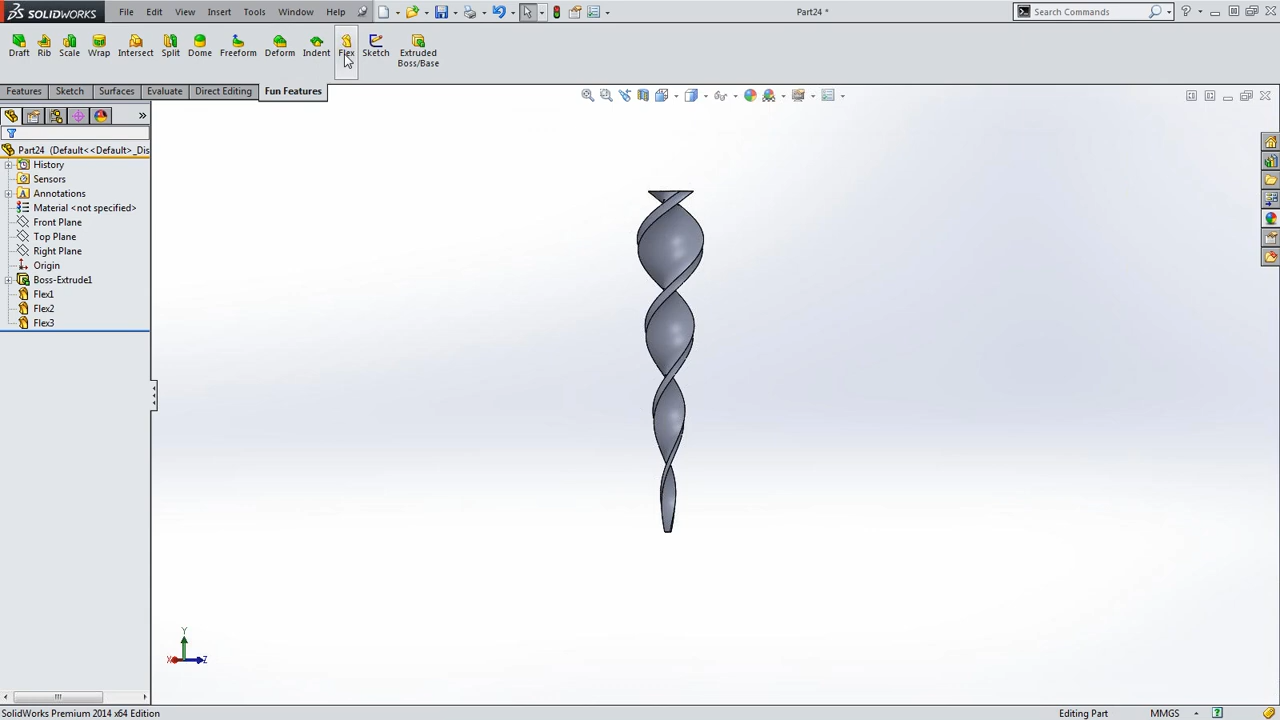 SOLIDWORKS File Edit View Insert Tools Window Help Part24 * Search Commands
Draft Rib Scale Wrap Intersect Split Dome Freeform Deform Indent Flex Sketch Extruded Boss/Base
Features Sketch Surfaces Evaluate Direct Editing Fun Features
Part24 (Default<<Default>_Dis
History
Sensors
Annotations
Material <not specified>
Front Plane
Top Plane
Right Plane
Origin
Boss-Extrude1
Flex1
Flex2
Flex3
Y
X Z
SolidWorks Premium 2014 x64 Edition Editing Part MMGS